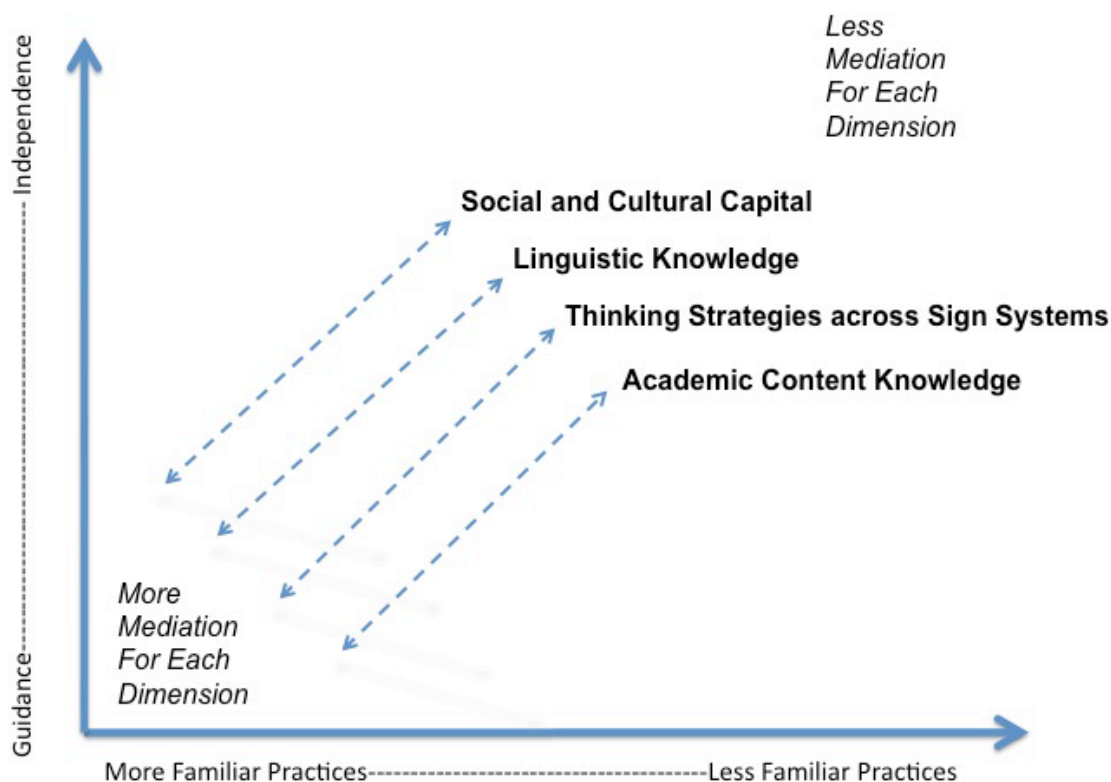 Less
Mediation
For Each
Dimension
Independence
Social and Cultural Capital
Linguistic Knowledge
Thinking Strategies across Sign Systems
Academic Content Knowledge
More
Mediation
For Each
Dimension
Guidance
More Familiar Practices------------------------------------Less Familiar Practices